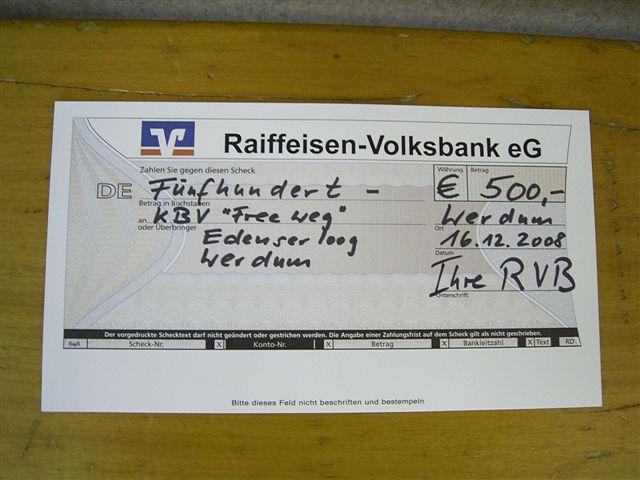 Raiffeisen-Volksbank eG
Zahlen Sie gegen diesen Scheck
Währung Betrag
DE Fünfhundert - € 500,-
Betrag in Buchstaben
an KBV "Free weg" Werdum
oder Überbringer Ort
Edenserloog 16.12.2008
Datum
Werdum
Ihre RVB
Unterschrift
Der vorgedruckte Schecktext darf nicht geändert oder gestrichen werden. Die Angabe einer Zahlungsfrist auf dem Scheck gilt als nicht geschrieben.
Scheck-Nr. X Konto-Nr. X Betrag X Bankleitzahl X Text RD
Bitte dieses Feld nicht beschriften und bestempeln